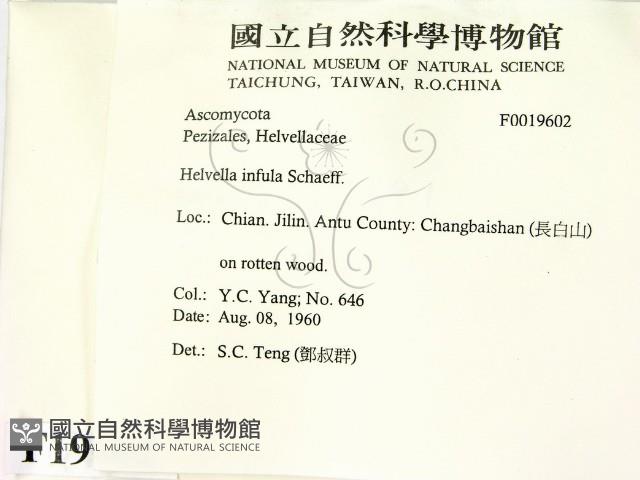 國立自然科學博物館
NATIONAL MUSEUM OF NATURAL SCIENCE
TAICHUNG, TAIWAN, R.O.CHINA
Ascomycota F0019602
Pezizales, Helvellaceae
Helvella infula Schaeff.
Loc.: Chian. Jilin. Antu County: Changbaishan (長白山)
on rotten wood.
Col.: Y.C. Yang; No. 646
Date: Aug. 08, 1960
Det.: S.C. Teng (鄧叔群)
國立自然科學博物館
NATIONAL MUSEUM OF NATURAL SCIENCE
F19